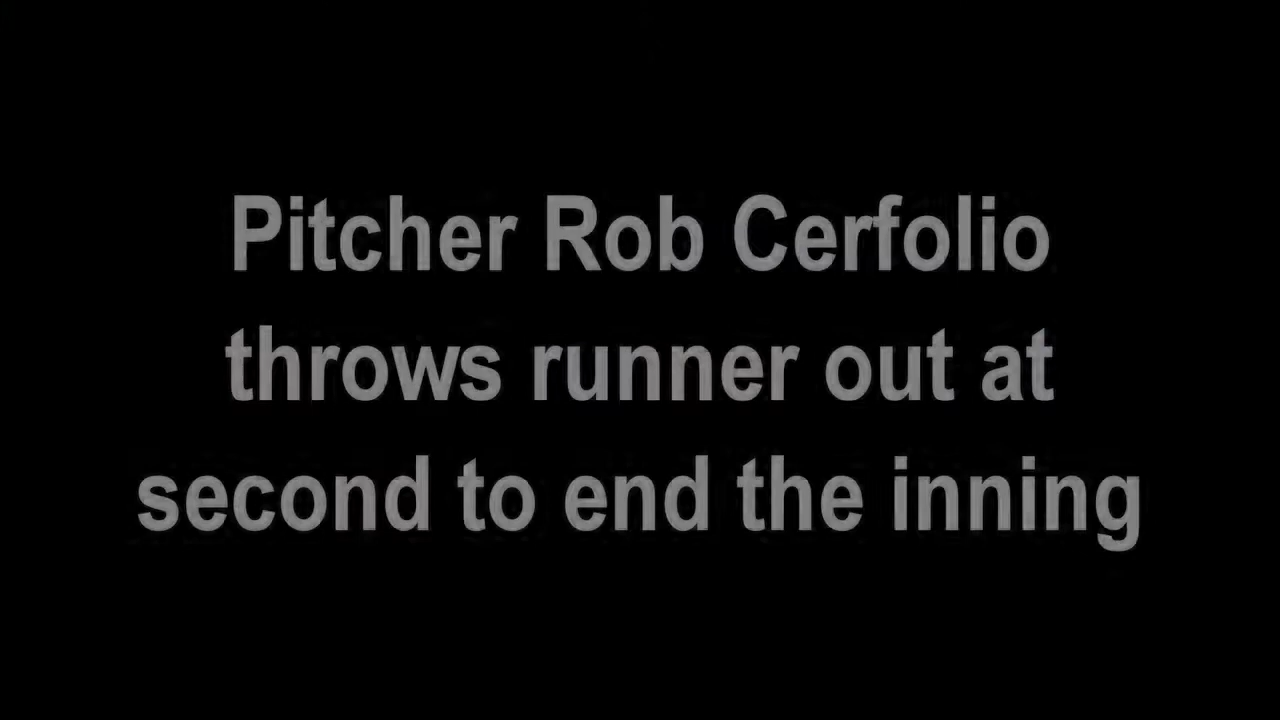 Pitcher Rob Cerfolio
throws runner out at
second to end the inning